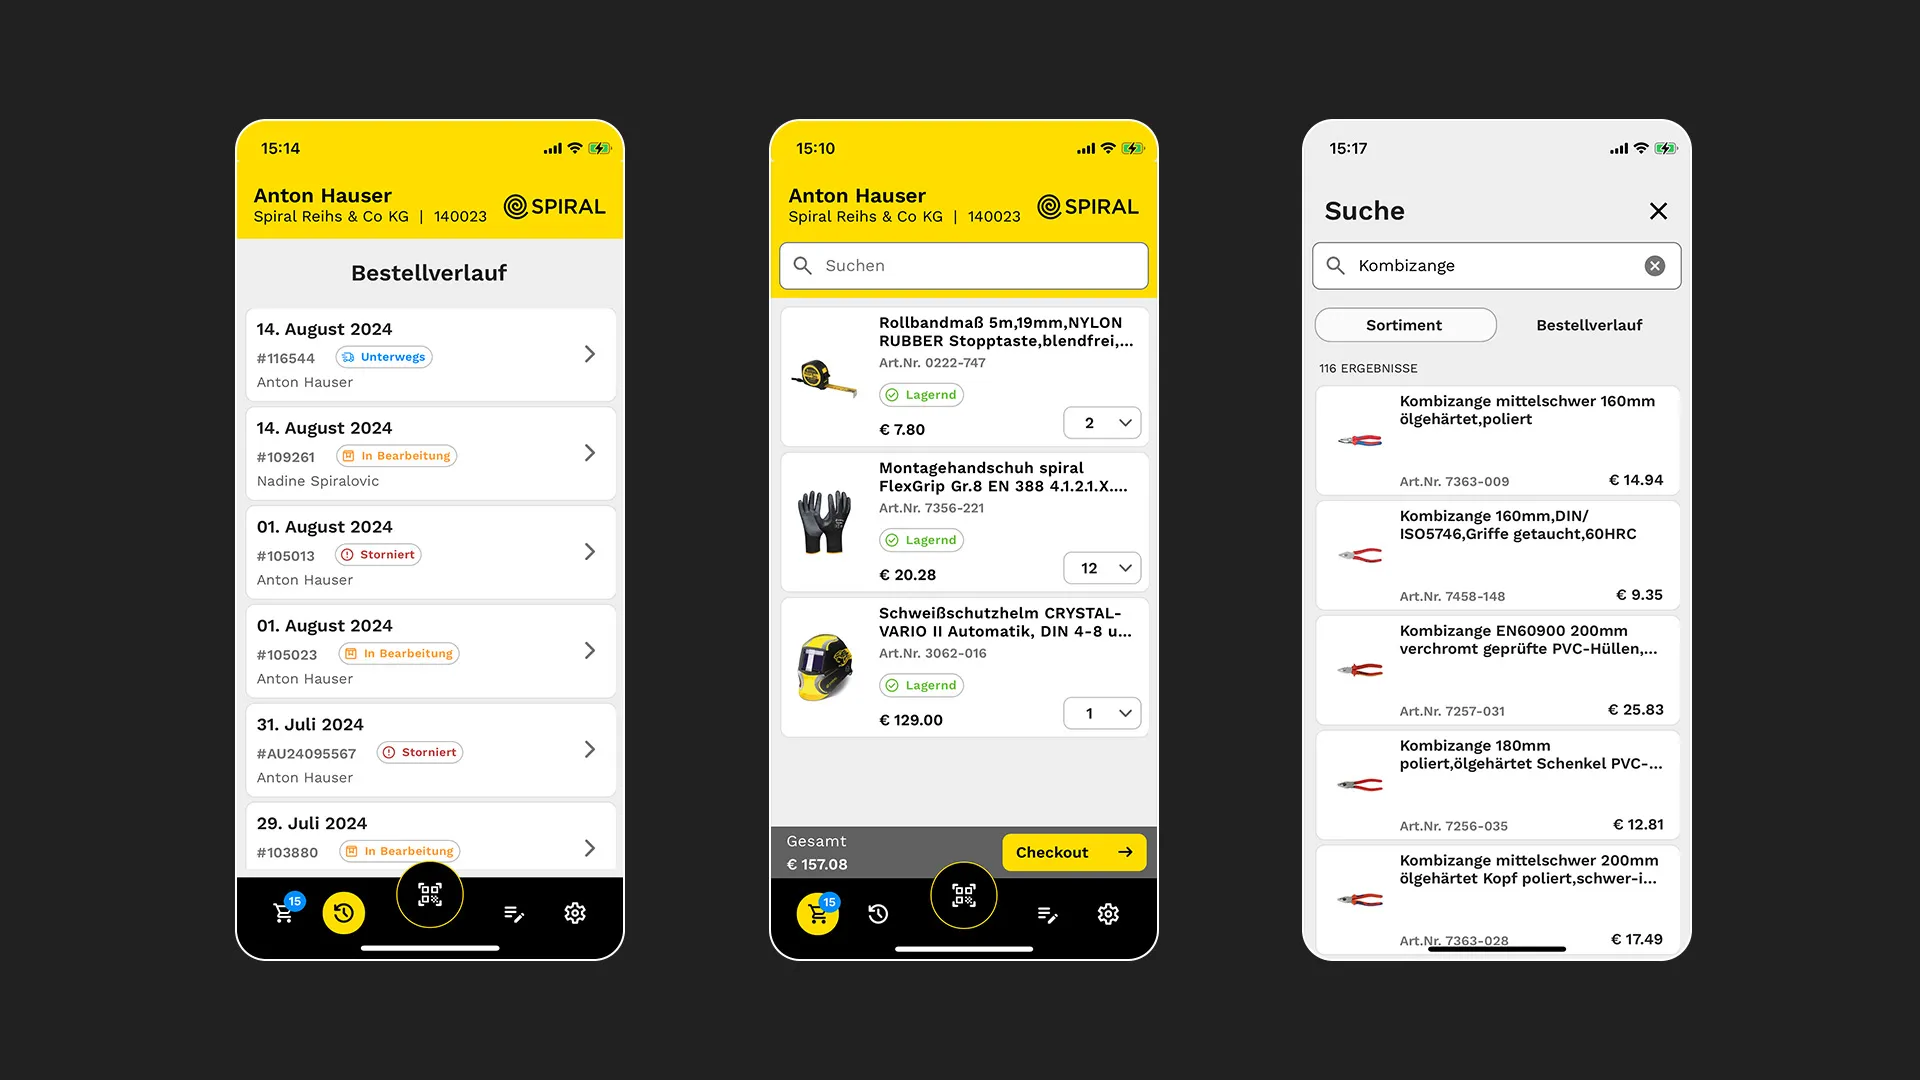 15:14
Anton Hauser
Spiral Reihs & Co KG | 140023
SPIRAL
Bestellverlauf
14. August 2024
#116544 Unterwegs
Anton Hauser
14. August 2024
#109261 In Bearbeitung
Nadine Spiralovic
01. August 2024
#105013 Storniert
Anton Hauser
01. August 2024
#105023 In Bearbeitung
Anton Hauser
31. Juli 2024
#AU24095567 Storniert
Anton Hauser
29. Juli 2024
#103880 In Bearbeitung
15
15:10
Anton Hauser
Spiral Reihs & Co KG | 140023
SPIRAL
Suchen
Rollbandmaß 5m,19mm,NYLON
RUBBER Stopptaste,blendfrei,...
Art.Nr. 0222-747
Lagernd
€ 7.80
2
Montagehandschuh spiral
FlexGrip Gr.8 EN 388 4.1.2.1.X....
Art.Nr. 7356-221
Lagernd
€ 20.28
12
Schweißschutzhelm CRYSTAL-
VARIO II Automatik, DIN 4-8 u...
Art.Nr. 3062-016
Lagernd
€ 129.00
1
Gesamt
€ 157.08
Checkout
15
15:17
Suche
Kombizange
Sortiment Bestellverlauf
116 ERGEBNISSE
Kombizange mittelschwer 160mm
ölgehärtet,poliert
Art.Nr. 7363-009 € 14.94
Kombizange 160mm,DIN/
ISO5746,Griffe getaucht,60HRC
Art.Nr. 7458-148 € 9.35
Kombizange EN60900 200mm
verchromt geprüfte PVC-Hüllen,...
Art.Nr. 7257-031 € 25.83
Kombizange 180mm
poliert,ölgehärtet Schenkel PVC-...
Art.Nr. 7256-035 € 12.81
Kombizange mittelschwer 200mm
ölgehärtet Kopf poliert,schwer-i...
Art.Nr. 7363-028 € 17.49